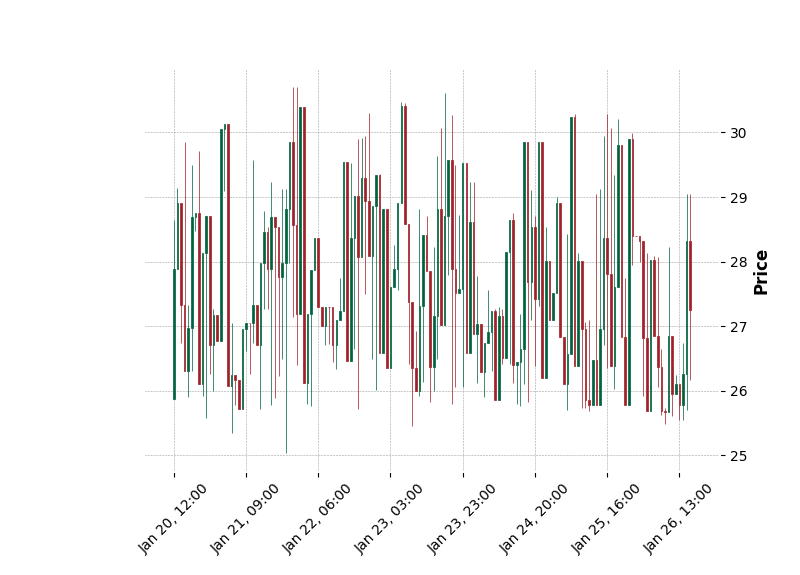 30
29
28
27
26
25
Price
Jan 20, 12:00
Jan 21, 09:00
Jan 22, 06:00
Jan 23, 03:00
Jan 23, 23:00
Jan 24, 20:00
Jan 25, 16:00
Jan 26, 13:00